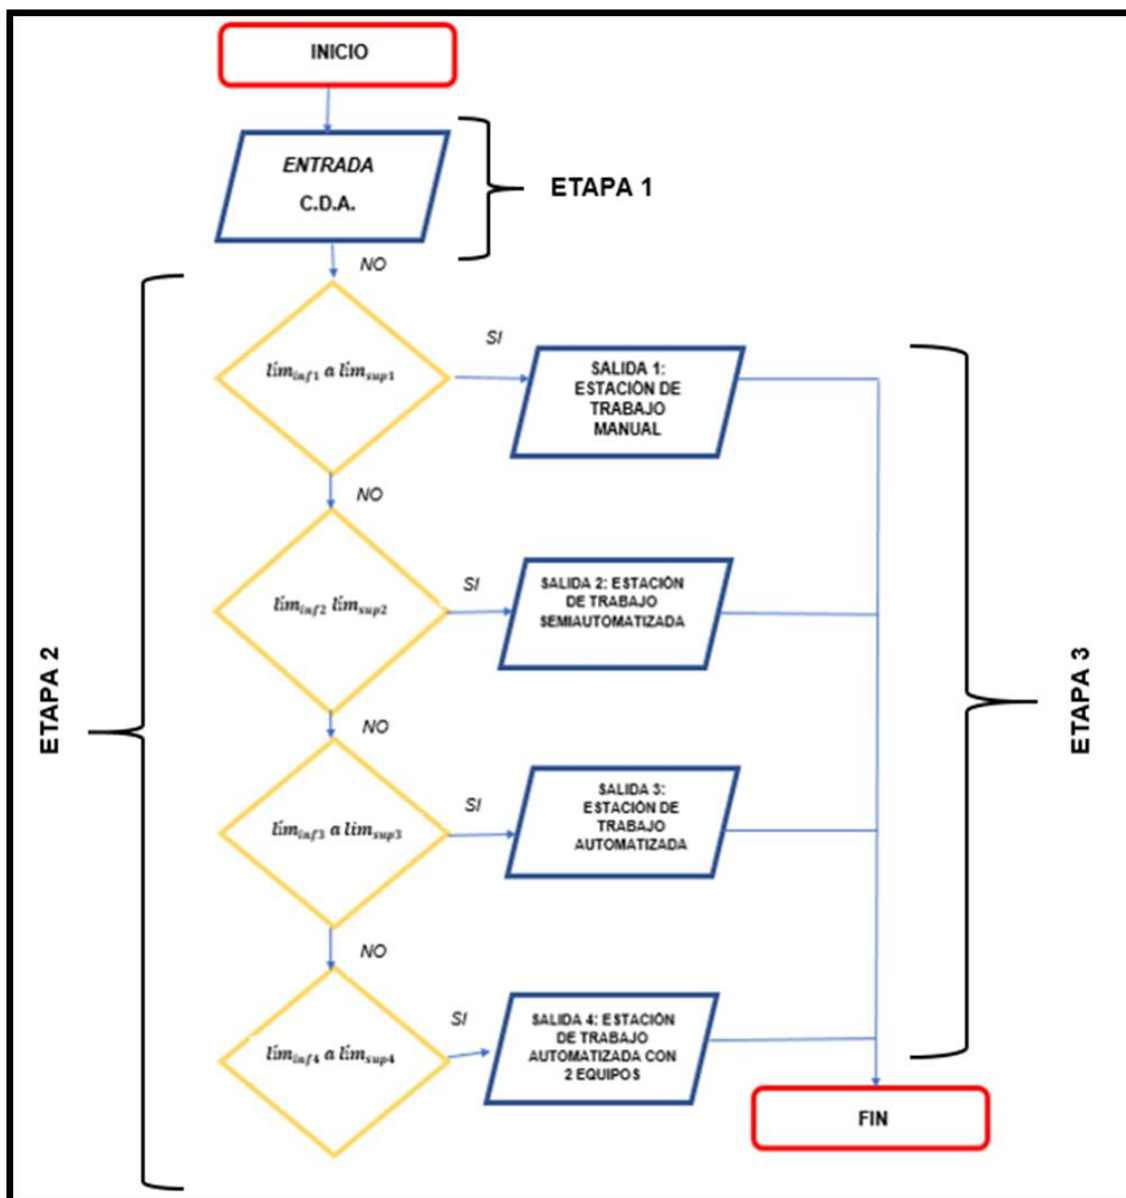 INICIO
ENTRADA
C.D.A.
ETAPA 1
NO
lím_inf1 a lím_sup1
SI
SALIDA 1:
ESTACIÓN DE
TRABAJO
MANUAL
NO
lím_inf2 lím_sup2
SI
SALIDA 2: ESTACIÓN
DE TRABAJO
SEMIAUTOMATIZADA
ETAPA 2
ETAPA 3
NO
lím_inf3 a lím_sup3
SI
SALIDA 3:
ESTACIÓN DE
TRABAJO
AUTOMATIZADA
NO
lím_inf4 a lím_sup4
SI
SALIDA 4: ESTACIÓN
DE TRABAJO
AUTOMATIZADA CON
2 EQUIPOS
FIN